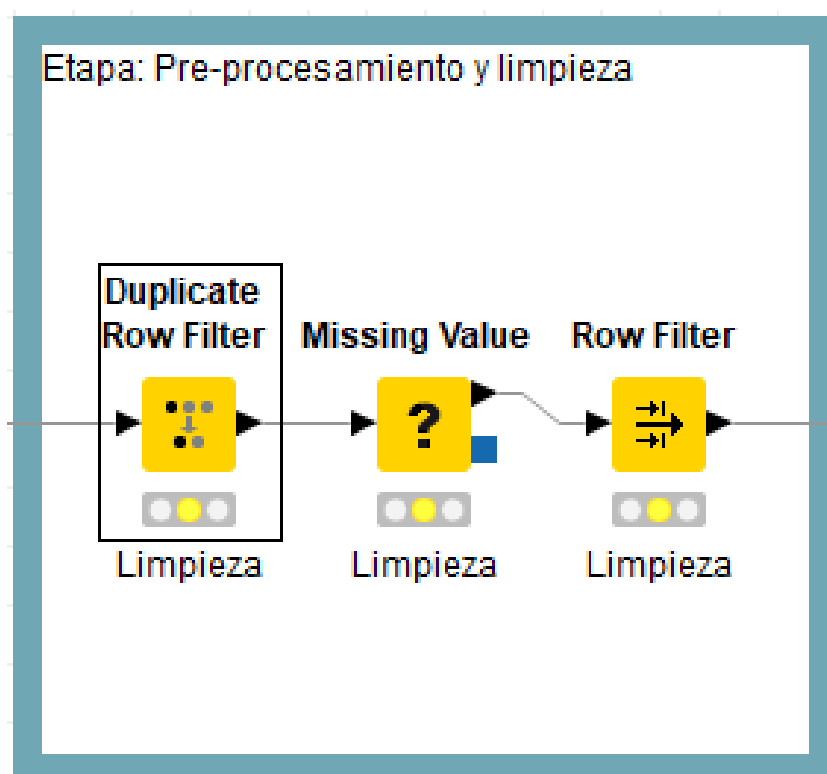 Etapa: Pre-procesamiento y limpieza
Duplicate
Row Filter
Missing Value
Row Filter
?
Limpieza
Limpieza
Limpieza